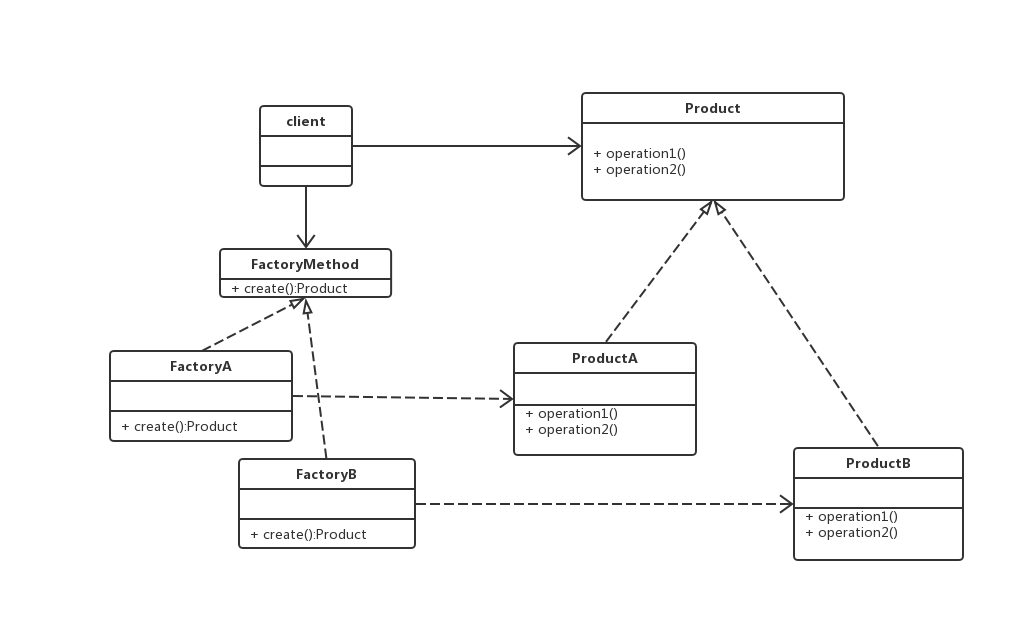 client
Product
+ operation1()
+ operation2()
FactoryMethod
+ create():Product
FactoryA
+ create():Product
ProductA
+ operation1()
+ operation2()
FactoryB
+ create():Product
ProductB
+ operation1()
+ operation2()